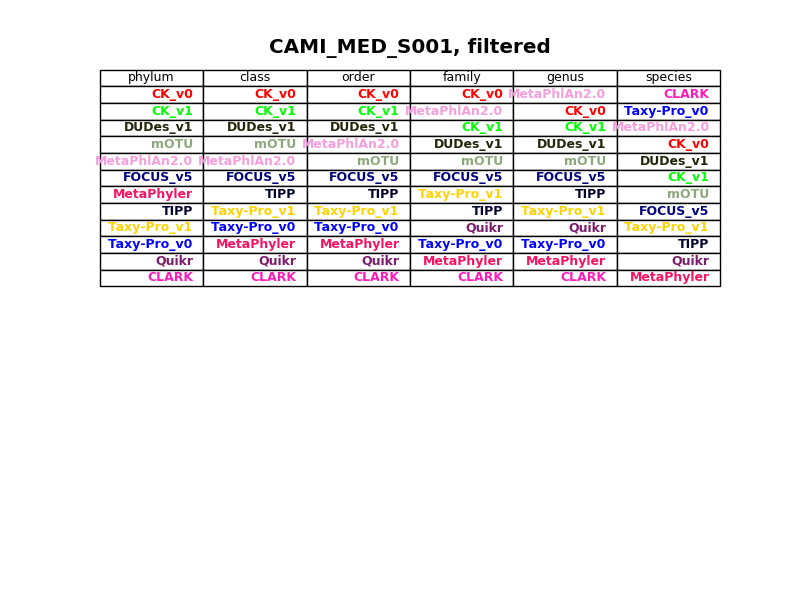 CAMI_MED_S001, filtered
phylum class order family genus species
CK_v0 CK_v0 CK_v0 CK_v0 MetaPhlAn2.0 CLARK
CK_v1 CK_v1 CK_v1 MetaPhlAn2.0 CK_v0 Taxy-Pro_v0
DUDes_v1 DUDes_v1 DUDes_v1 CK_v1 CK_v1 MetaPhlAn2.0
mOTU mOTU MetaPhlAn2.0 DUDes_v1 DUDes_v1 CK_v0
MetaPhlAn2.0 MetaPhlAn2.0 mOTU mOTU mOTU DUDes_v1
FOCUS_v5 FOCUS_v5 FOCUS_v5 FOCUS_v5 FOCUS_v5 CK_v1
MetaPhyler TIPP TIPP Taxy-Pro_v1 TIPP mOTU
TIPP Taxy-Pro_v1 Taxy-Pro_v1 TIPP Taxy-Pro_v1 FOCUS_v5
Taxy-Pro_v1 Taxy-Pro_v0 Taxy-Pro_v0 Quikr Quikr Taxy-Pro_v1
Taxy-Pro_v0 MetaPhyler MetaPhyler Taxy-Pro_v0 Taxy-Pro_v0 TIPP
Quikr Quikr Quikr MetaPhyler MetaPhyler Quikr
CLARK CLARK CLARK CLARK CLARK MetaPhyler